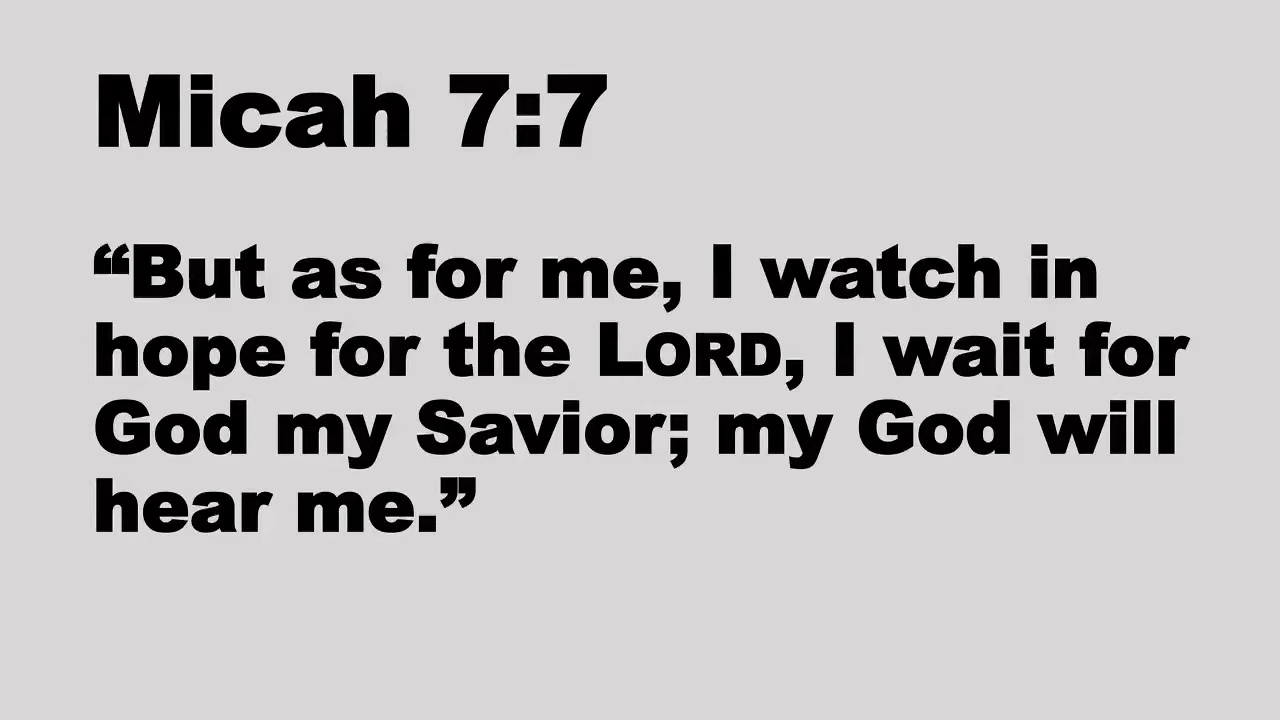 Micah 7:7
“But as for me, I watch in
hope for the LORD, I wait for
God my Savior; my God will
hear me.”